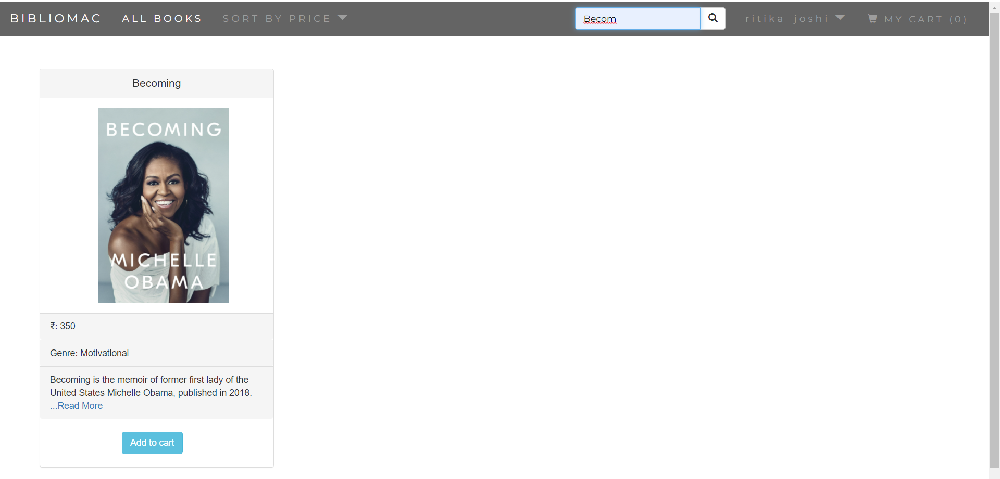 BIBLIOMAC ALL BOOKS SORT BY PRICE Becom ritika_joshi MY CART (0)
Becoming
BECOMING
MICHELLE
OBAMA
₹: 350
Genre: Motivational
Becoming is the memoir of former first lady of the
United States Michelle Obama, published in 2018.
...Read More
Add to cart